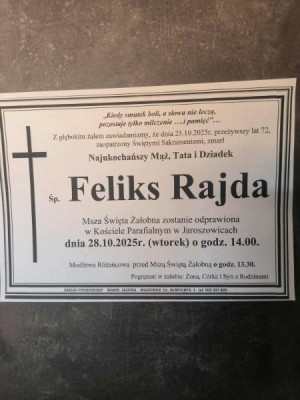 „Kiedy smutek boli, a słowa nie leczą,
pozostaje tylko milczenie ….i pamięć”…
Z głębokim żalem zawiadamiamy, że dnia 25.10.2025r. przeżywszy lat 72,
zaopatrzony Świętymi Sakramentami, zmarł
Najukochańszy Mąż, Tata i Dziadek
Śp. Feliks Rajda
Msza Święta Żałobna zostanie odprawiona
w Kościele Parafialnym w Jaroszowicach
dnia 28.10.2025r. (wtorek) o godz. 14.00.
Modlitwa Różańcowa przed Mszą Świętą Żałobną o godz. 13.30.
Pogrążeni w żałobie: Żona, Córka i Syn z Rodzinami
ZAKŁAD POGRZEBOWY